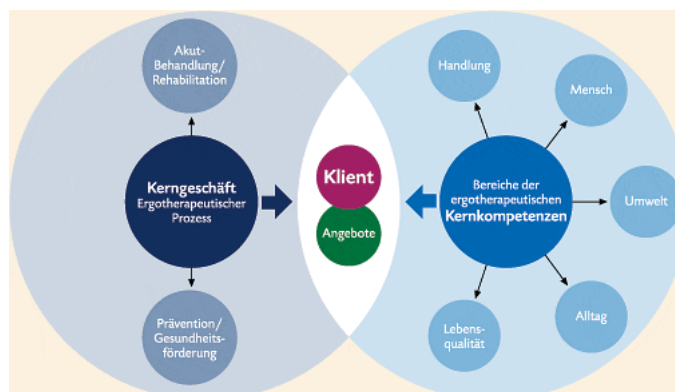 Akut-
Behandlung/
Rehabilitation
Kerngeschäft
Ergotherapeutischer
Prozess
Prävention/
Gesundheits-
förderung
Klient
Angebote
Handlung
Mensch
Bereiche der
ergotherapeutischen
Kernkompetenzen
Umwelt
Lebens-
qualität
Alltag